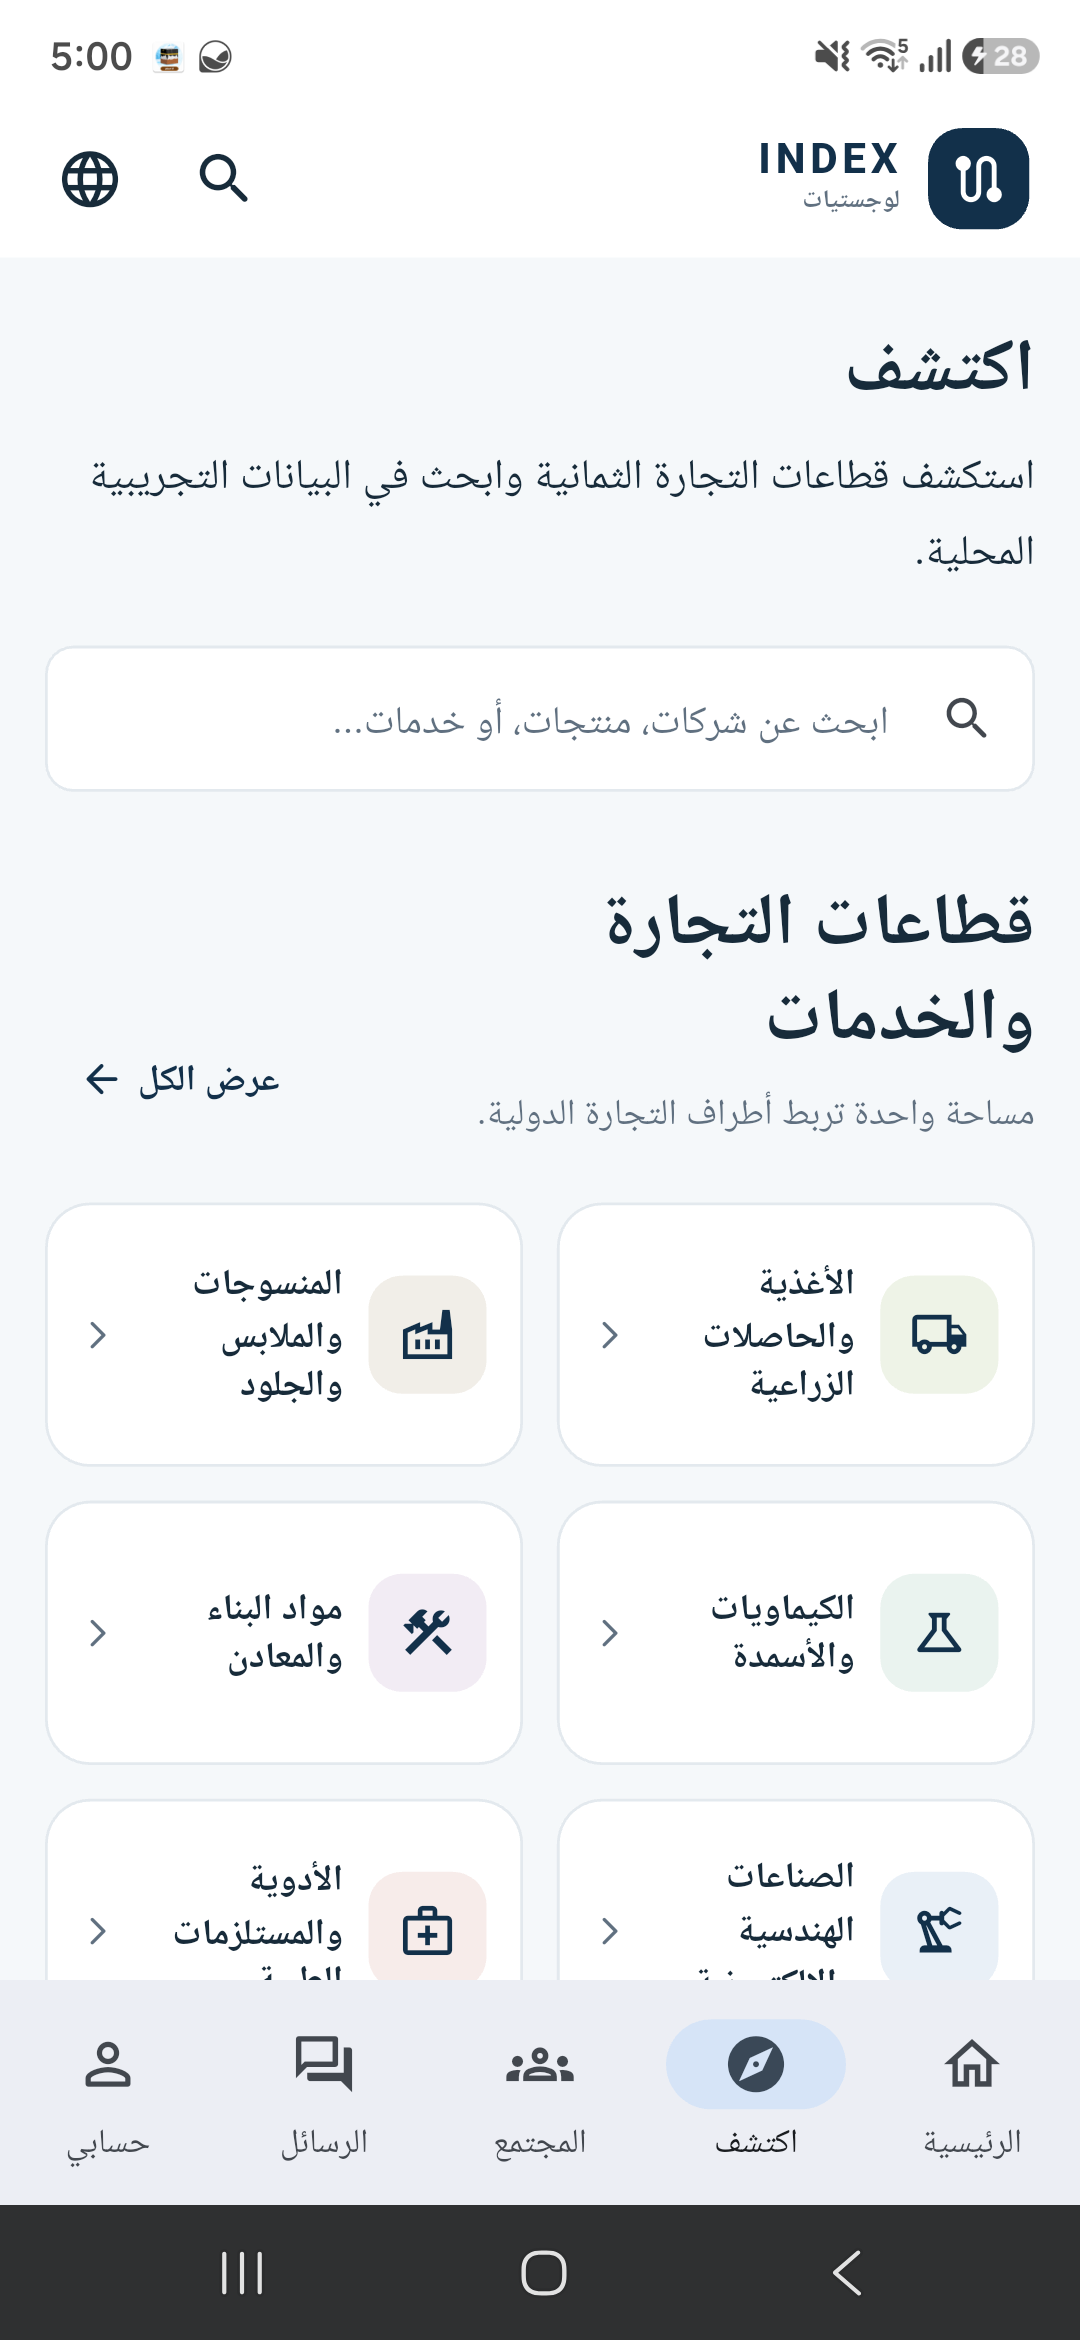 5:00
5
28
INDEX
لوجستيات
اكتشف
استكشف قطاعات التجارة الثمانية وابحث في البيانات التجريبية
المحلية.
ابحث عن شركات، منتجات، أو خدمات...
قطاعات التجارة
والخدمات
عرض الكل
مساحة واحدة تربط أطراف التجارة الدولية.
الأغذية
والحاصلات
الزراعية
المنسوجات
والملابس
والجلود
الكيماويات
والأسمدة
مواد البناء
والمعادن
الصناعات
الهندسية
الأدوية
والمستلزمات
الرئيسية
اكتشف
المجتمع
الرسائل
حسابي